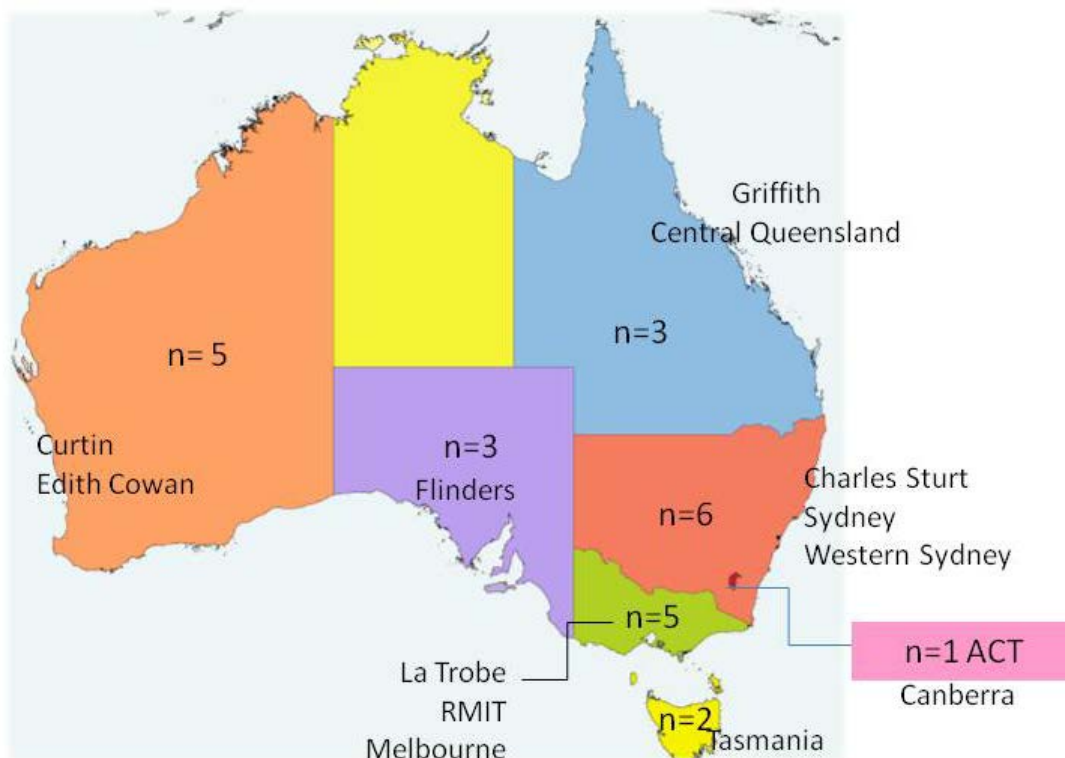 Griffith
Central Queensland
n=3
n= 5
Curtin
Edith Cowan
n=3
Flinders
n=6
Charles Sturt
Sydney
Western Sydney
n=5
La Trobe
RMIT
Melbourne
n=1 ACT
Canberra
n=2
Tasmania